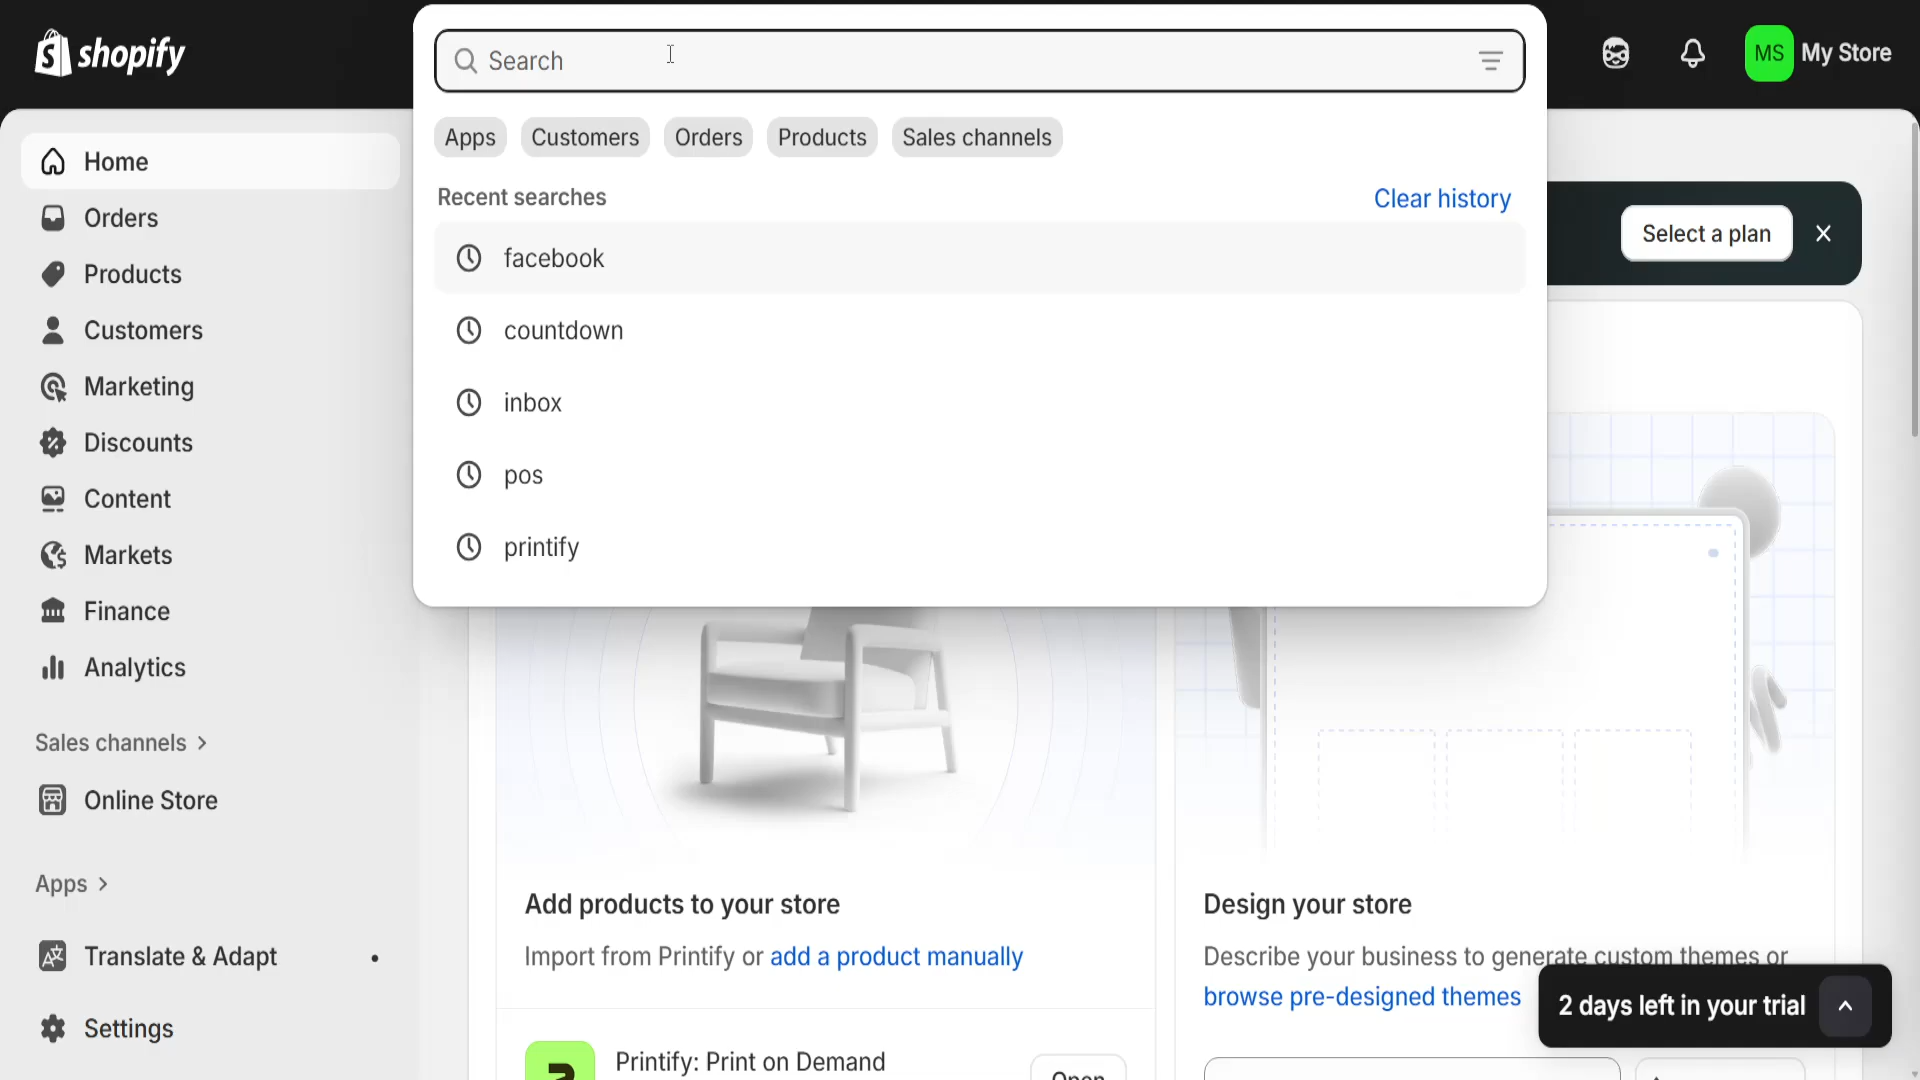 shopify
Search
MS
My Store
Apps
Customers
Orders
Products
Sales channels
Recent searches
Clear history
facebook
countdown
inbox
pos
printify
Select a plan
Home
Orders
Products
Customers
Marketing
Discounts
Content
Markets
Finance
Analytics
Sales channels
Online Store
Apps
Translate & Adapt
Settings
Add products to your store
Import from Printify or add a product manually
Printify: Print on Demand
Open
Design your store
Describe your business to generate custom themes or
browse pre-designed themes
2 days left in your trial